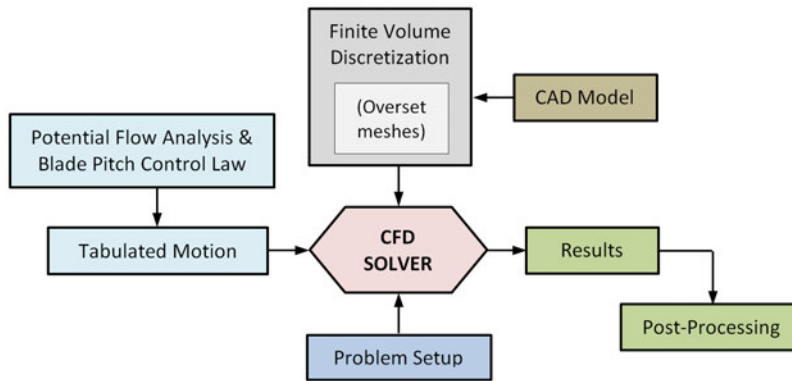 Finite Volume
Discretization
(Overset
meshes)
CAD Model
Potential Flow Analysis &
Blade Pitch Control Law
Tabulated Motion
CFD
SOLVER
Results
Post-Processing
Problem Setup